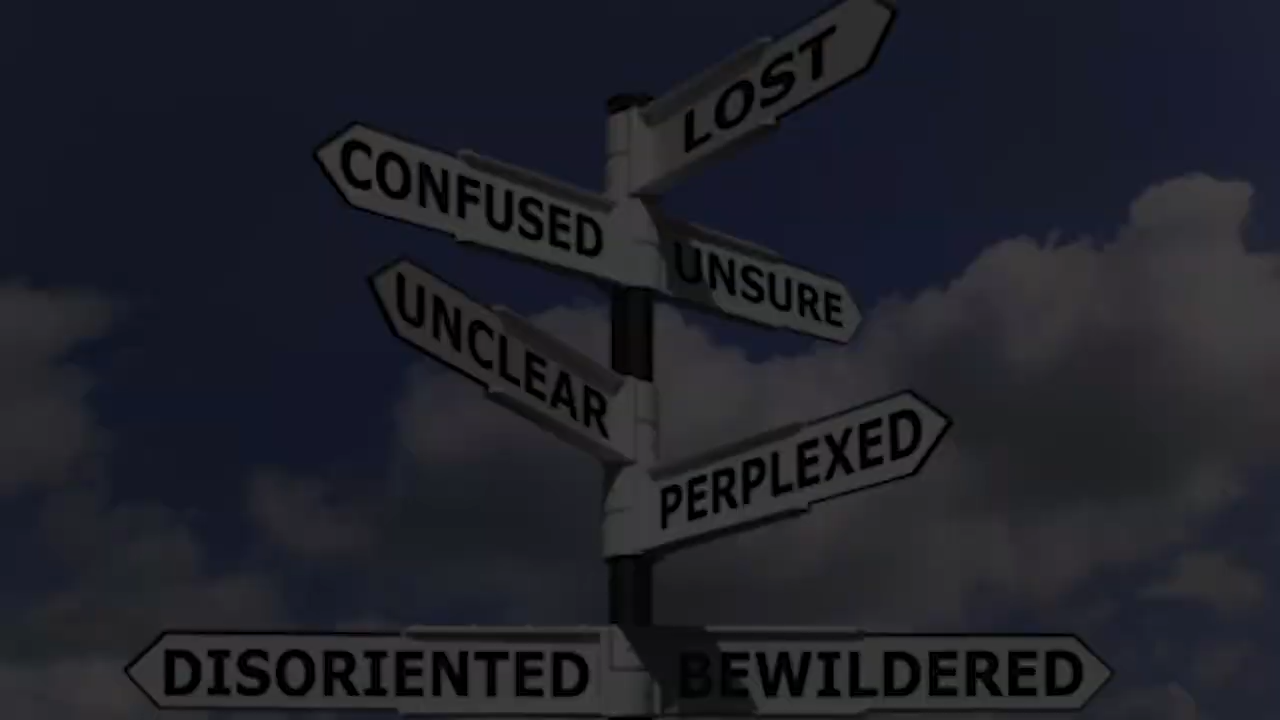 LOST
CONFUSED
UNSURE
UNCLEAR
PERPLEXED
DISORIENTED
BEWILDERED